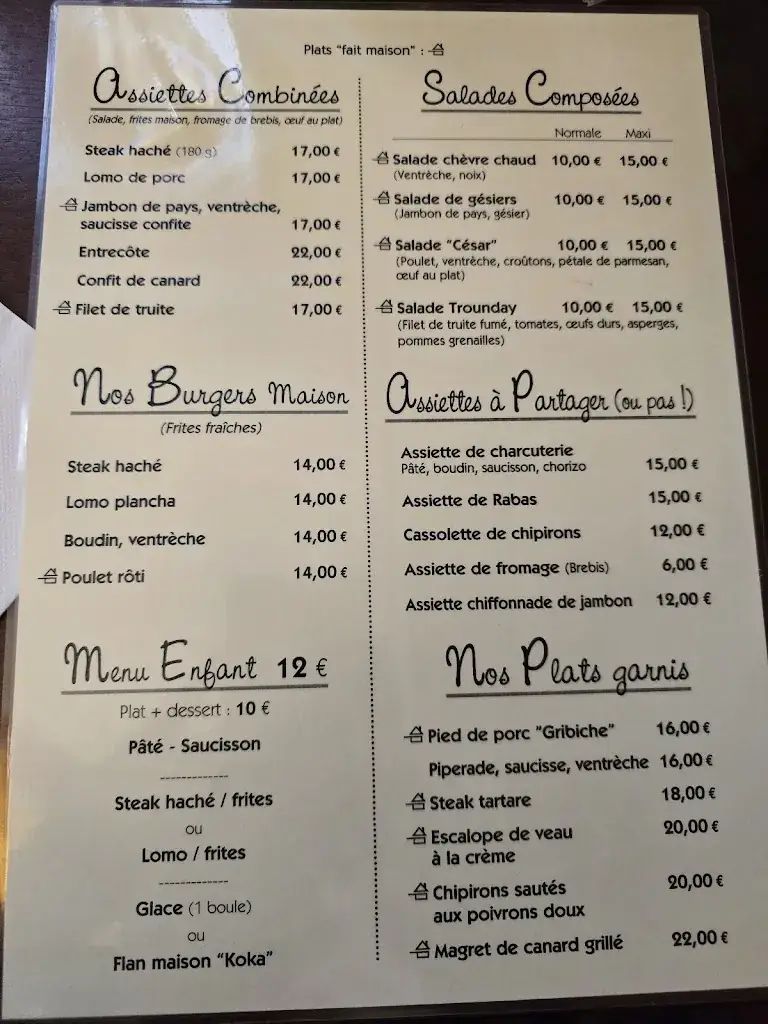 Plats "fait maison" :
Assiettes Combinées
(Salade, frites maison, fromage de brebis, œuf au plat)
Steak haché (180 g) 17,00 €
Lomo de porc 17,00 €
Jambon de pays, ventrèche,
saucisse confite 17,00 €
Entrecôte 22,00 €
Confit de canard 22,00 €
Filet de truite 17,00 €
Nos Burgers Maison
(Frites fraîches)
Steak haché 14,00 €
Lomo plancha 14,00 €
Boudin, ventrèche 14,00 €
Poulet rôti 14,00 €
Menu Enfant 12 €
Plat + dessert : 10 €
Pâté - Saucisson
-------------
Steak haché / frites
ou
Lomo / frites
-------------
Glace (1 boule)
ou
Flan maison "Koka"
Salades Composées
Normale Maxi
Salade chèvre chaud 10,00 € 15,00 €
(Ventrèche, noix)
Salade de gésiers 10,00 € 15,00 €
(Jambon de pays, gésier)
Salade "César" 10,00 € 15,00 €
(Poulet, ventrèche, croûtons, pétale de parmesan,
œuf au plat)
Salade Trounday 10,00 € 15,00 €
(Filet de truite fumé, tomates, œufs durs, asperges,
pommes grenailles)
Assiettes à Partager (ou pas !)
Assiette de charcuterie
Pâté, boudin, saucisson, chorizo 15,00 €
Assiette de Rabas 15,00 €
Cassolette de chipirons 12,00 €
Assiette de fromage (Brebis) 6,00 €
Assiette chiffonnade de jambon 12,00 €
Nos Plats garnis
Pied de porc "Gribiche" 16,00 €
Piperade, saucisse, ventrèche 16,00 €
Steak tartare 18,00 €
Escalope de veau 20,00 €
à la crème
Chipirons sautés 20,00 €
aux poivrons doux
Magret de canard grillé 22,00 €